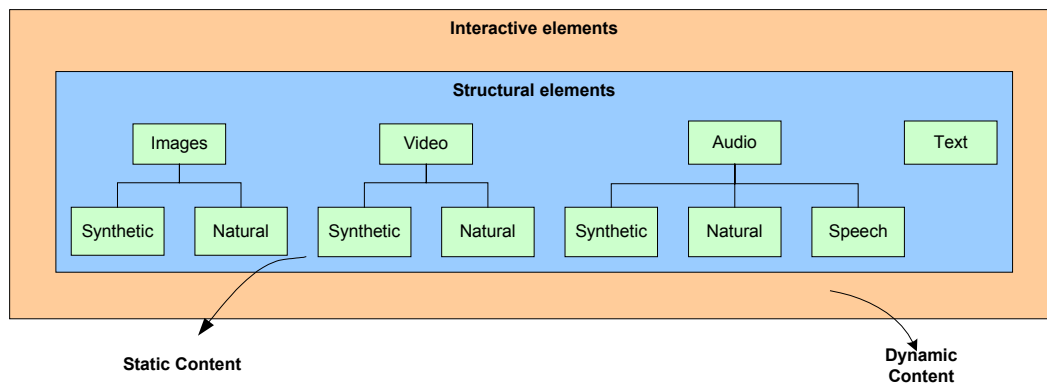 Interactive elements
Structural elements
Images
Video
Audio
Text
Synthetic
Natural
Synthetic
Natural
Synthetic
Natural
Speech
Static Content
Dynamic
Content